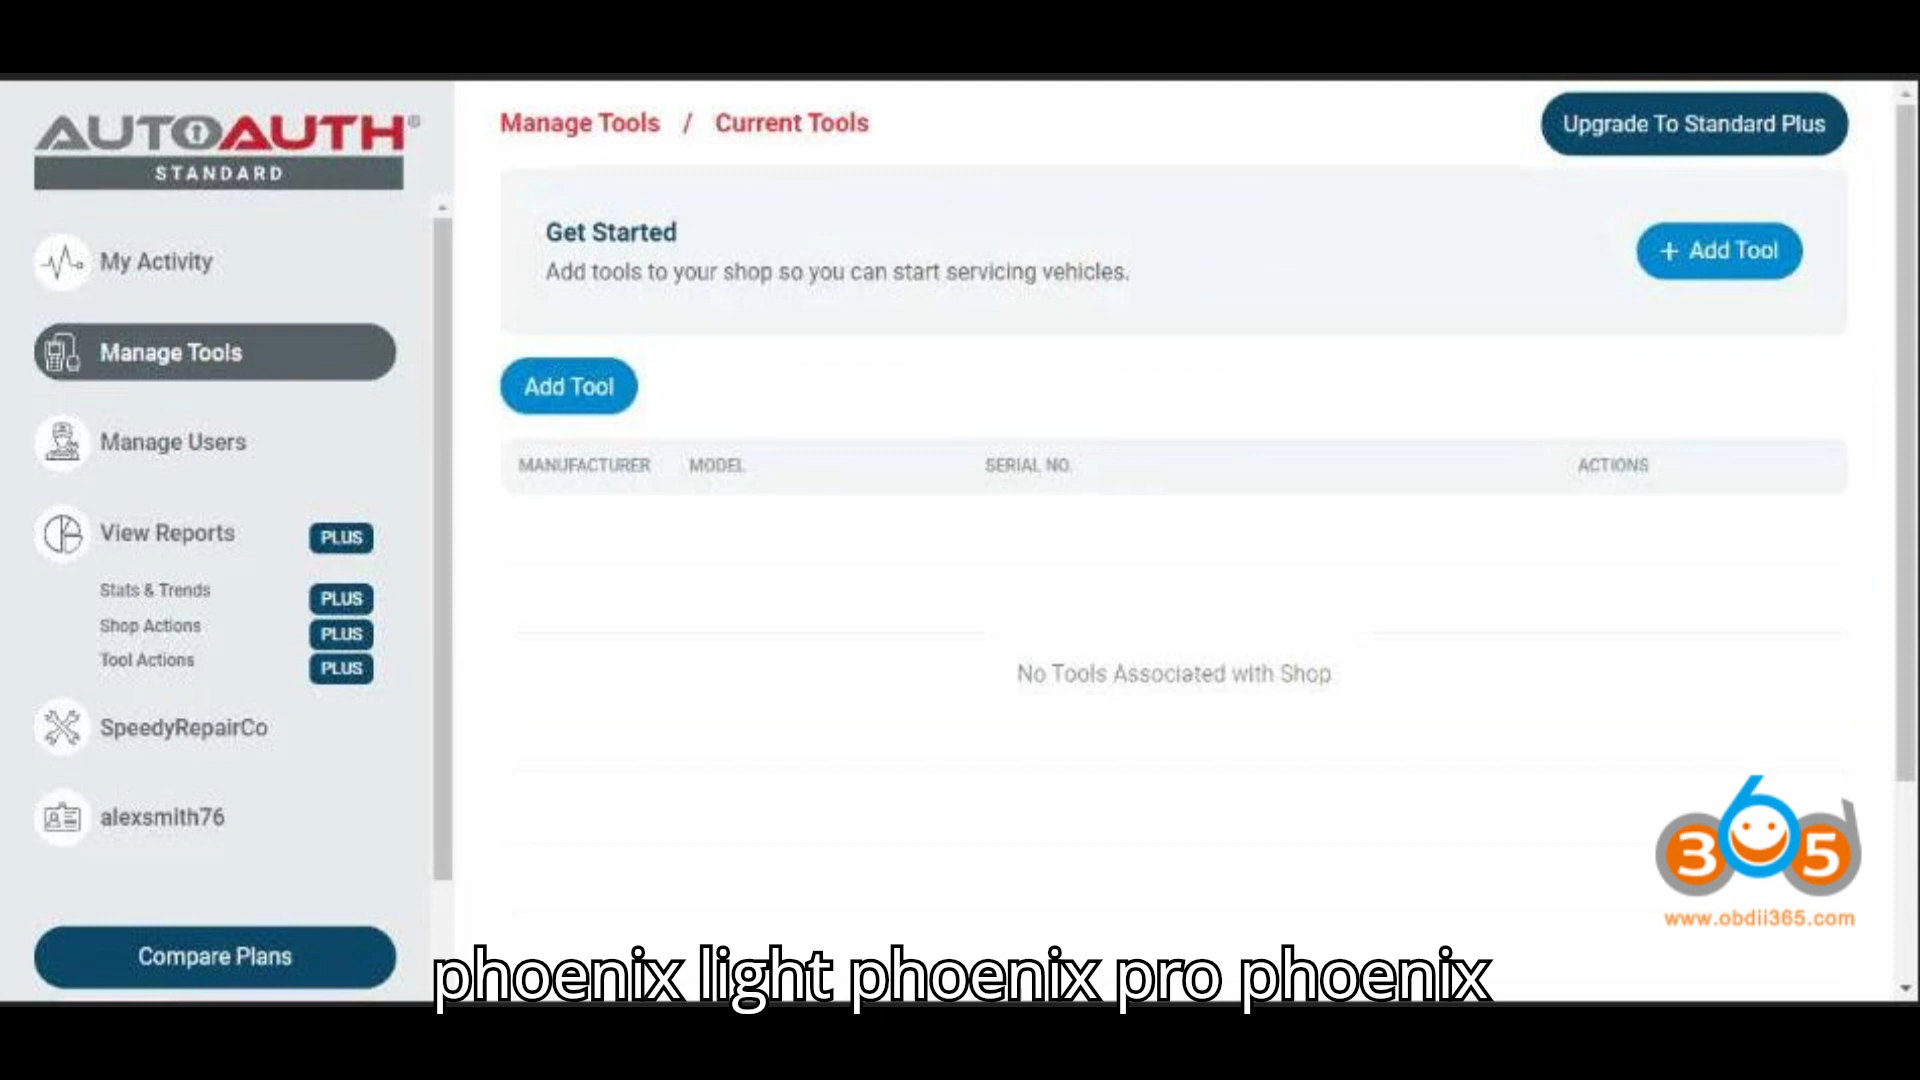 AUTOAUTH®
STANDARD
My Activity
Manage Tools
Manage Users
View Reports PLUS
Stats & Trends PLUS
Shop Actions PLUS
Tool Actions PLUS
SpeedyRepairCo
alexsmith76
Compare Plans
Manage Tools / Current Tools
Upgrade To Standard Plus
Get Started
Add tools to your shop so you can start servicing vehicles.
+ Add Tool
Add Tool
MANUFACTURER MODEL SERIAL NO. ACTIONS
No Tools Associated with Shop
365
www.obdii365.com
phoenix light phoenix pro phoenix